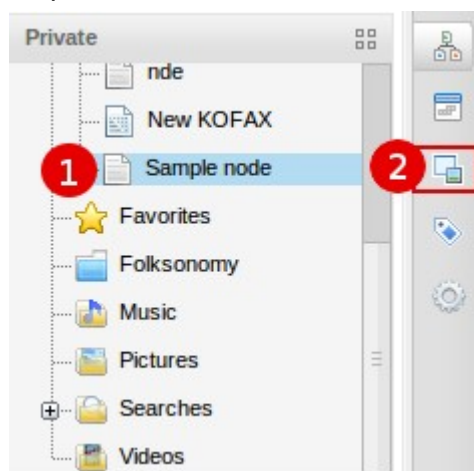 Private
nde
New KOFAX
1 Sample node 2
Favorites
Folksonomy
Music
Pictures
Searches
Videos